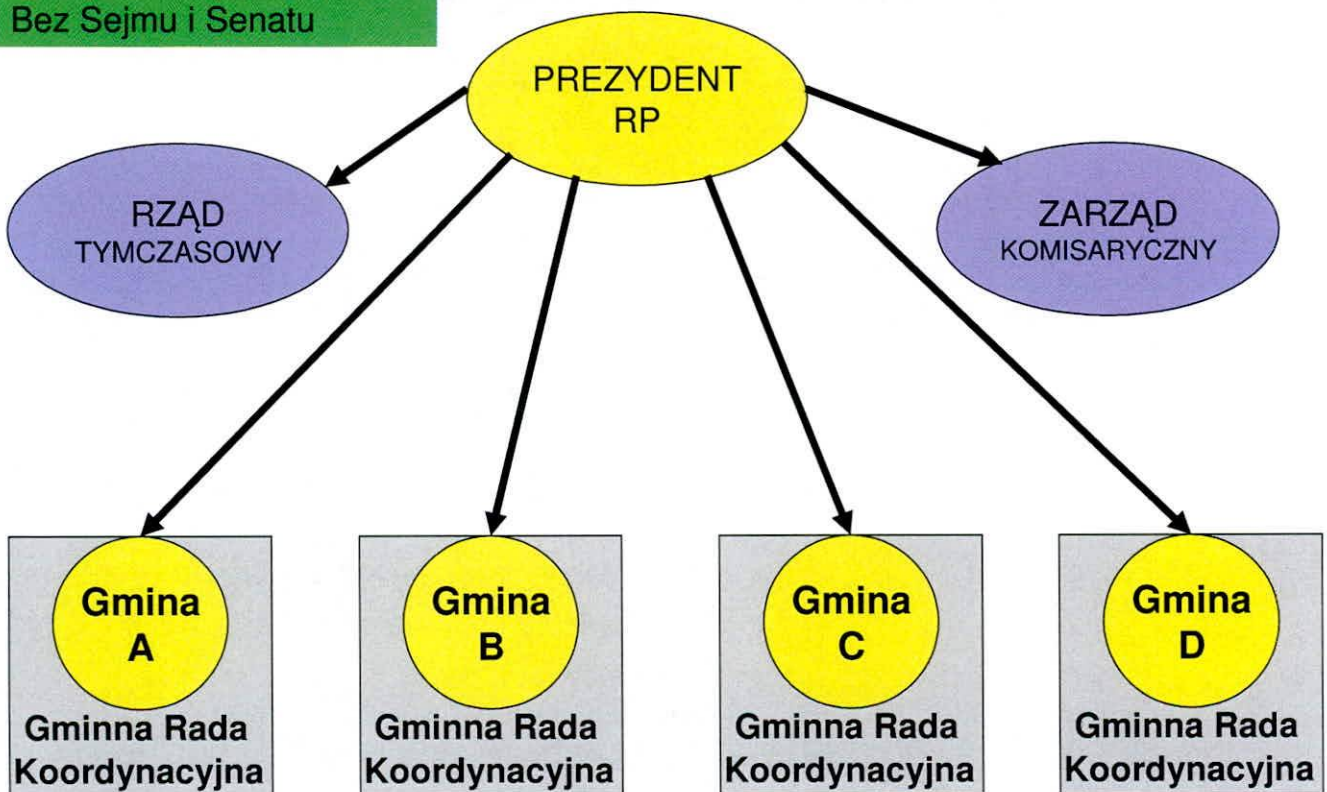 Bez Sejmu i Senatu
PREZYDENT
RP
RZĄD
TYMCZASOWY
ZARZĄD
KOMISARYCZNY
Gmina
A
Gminna Rada
Koordynacyjna
Gmina
B
Gminna Rada
Koordynacyjna
Gmina
C
Gminna Rada
Koordynacyjna
Gmina
D
Gminna Rada
Koordynacyjna